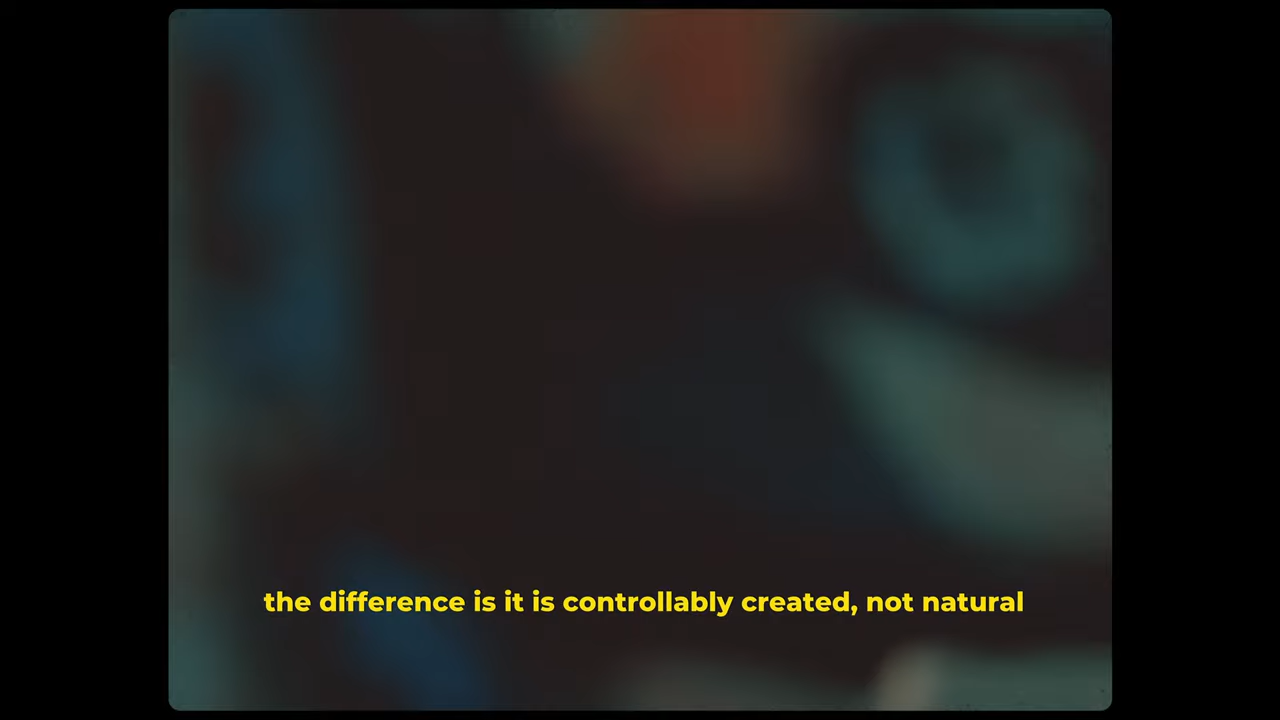 the difference is it is controllably created, not natural